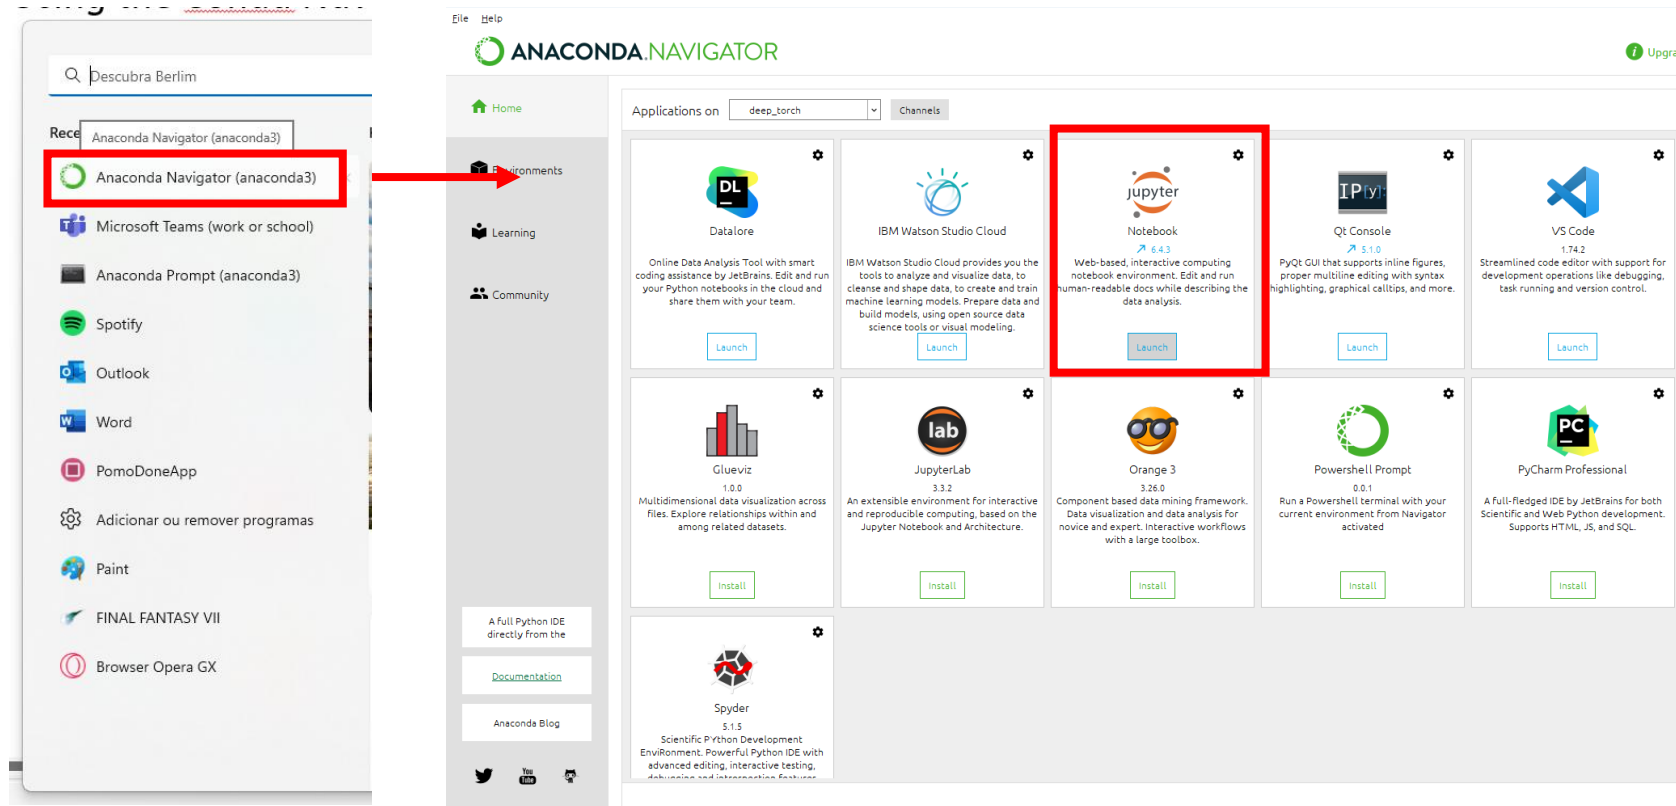 Descubra Berlim
Rece
Anaconda Navigator (anaconda3)
Anaconda Navigator (anaconda3)
Microsoft Teams (work or school)
Anaconda Prompt (anaconda3)
Spotify
Outlook
Word
PomoDoneApp
Adicionar ou remover programas
Paint
FINAL FANTASY VII
Browser Opera GX
File Help
ANACONDA.NAVIGATOR
Upgra
Home
Environments
Learning
Community
A full Python IDE
directly from the
Documentation
Anaconda Blog
You
Tube
Applications on deep_torch Channels
DL
Datalore
Online Data Analysis Tool with smart
coding assistance by JetBrains. Edit and run
your Python notebooks in the cloud and
share them with your team.
Launch
IBM Watson Studio Cloud
IBM Watson Studio Cloud provides you the
tools to analyze and visualize data, to
cleanse and shape data, to create and train
machine learning models. Prepare data and
build models, using open source data
science tools or visual modeling.
Launch
jupyter
Notebook
6.4.3
Web-based, interactive computing
notebook environment. Edit and run
human-readable docs while describing the
data analysis.
Launch
IP[y]:
Qt Console
5.1.0
PyQt GUI that supports inline figures,
proper multiline editing with syntax
highlighting, graphical calltips, and more.
Launch
VS Code
1.74.2
Streamlined code editor with support for
development operations like debugging,
task running and version control.
Launch
Glueviz
1.0.0
Multidimensional data visualization across
files. Explore relationships within and
among related datasets.
Install
lab
JupyterLab
3.3.2
An extensible environment for interactive
and reproducible computing, based on the
Jupyter Notebook and Architecture.
Install
Orange 3
3.26.0
Component based data mining framework.
Data visualization and data analysis for
novice and expert. Interactive workflows
with a large toolbox.
Install
Powershell Prompt
0.0.1
Run a Powershell terminal with your
current environment from Navigator
activated
Install
PC
PyCharm Professional
A full-fledged IDE by JetBrains for both
Scientific and Web Python development.
Supports HTML, JS, and SQL.
Install
Spyder
5.1.5
Scientific PYthon Development
EnviRonment. Powerful Python IDE with
advanced editing, interactive testing,